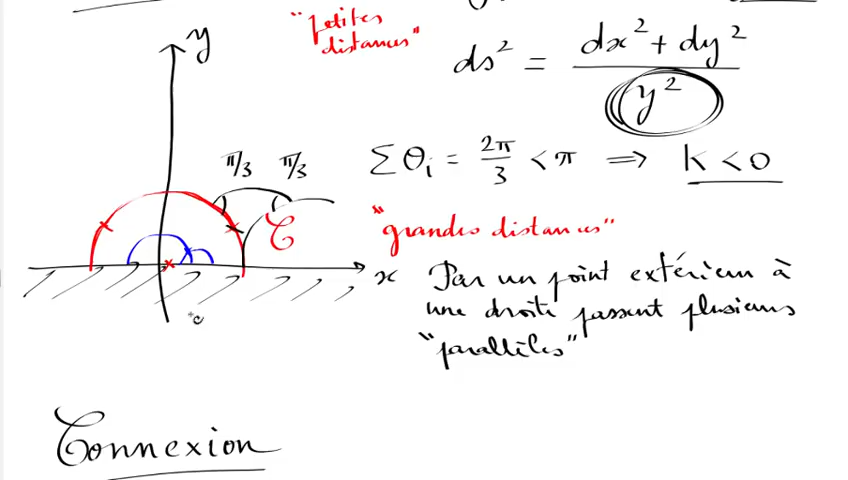 "petites
distances"
y
ds² = dx² + dy² / y²
π/3 π/3
Σθi = 2π/3 < π ⟹ k < 0
C
"grandes distances"
x
Par un point extérieur à
une droite passent plusieurs
"parallèles"
Connexion